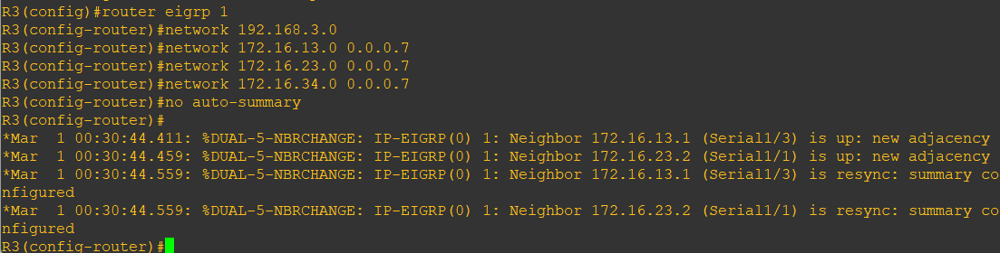 R3(config)#router eigrp 1
R3(config-router)#network 192.168.3.0
R3(config-router)#network 172.16.13.0 0.0.0.7
R3(config-router)#network 172.16.23.0 0.0.0.7
R3(config-router)#network 172.16.34.0 0.0.0.7
R3(config-router)#no auto-summary
R3(config-router)#
*Mar  1 00:30:44.411: %DUAL-5-NBRCHANGE: IP-EIGRP(0) 1: Neighbor 172.16.13.1 (Serial1/3) is up: new adjacency
*Mar  1 00:30:44.459: %DUAL-5-NBRCHANGE: IP-EIGRP(0) 1: Neighbor 172.16.23.2 (Serial1/1) is up: new adjacency
*Mar  1 00:30:44.559: %DUAL-5-NBRCHANGE: IP-EIGRP(0) 1: Neighbor 172.16.13.1 (Serial1/3) is resync: summary co
nfigured
*Mar  1 00:30:44.559: %DUAL-5-NBRCHANGE: IP-EIGRP(0) 1: Neighbor 172.16.23.2 (Serial1/1) is resync: summary co
nfigured
R3(config-router)#